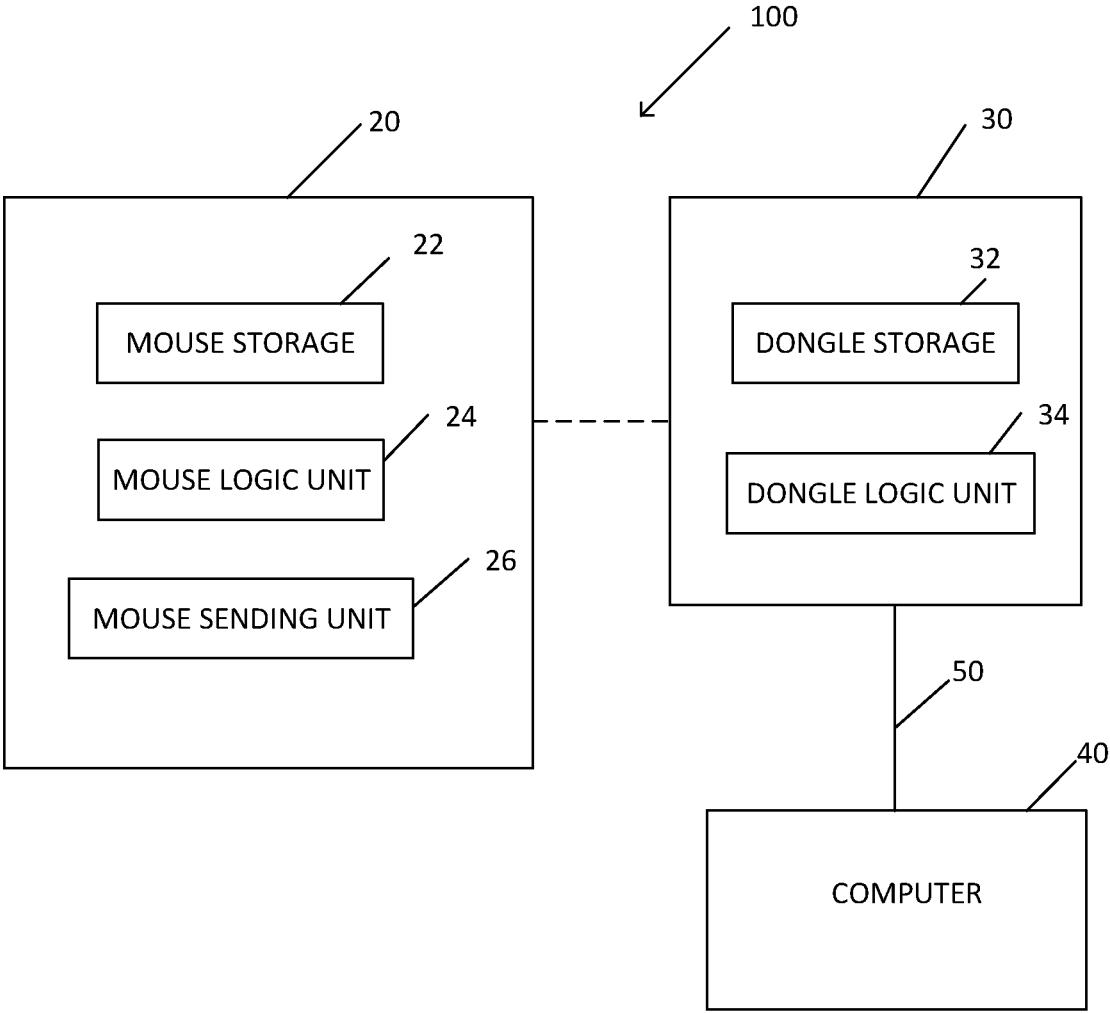 100
20
30
22
MOUSE STORAGE
32
DONGLE STORAGE
24
MOUSE LOGIC UNIT
34
DONGLE LOGIC UNIT
26
MOUSE SENDING UNIT
50
40
COMPUTER